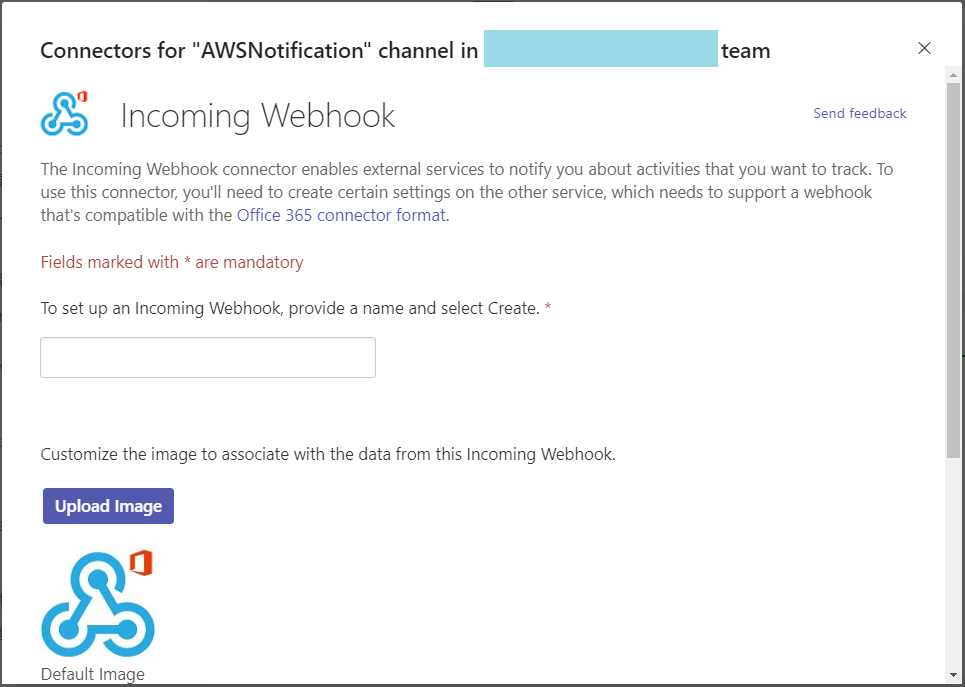 Connectors for "AWSNotification" channel in team
Incoming Webhook
Send feedback
The Incoming Webhook connector enables external services to notify you about activities that you want to track. To
use this connector, you'll need to create certain settings on the other service, which needs to support a webhook
that's compatible with the Office 365 connector format.
Fields marked with * are mandatory
To set up an Incoming Webhook, provide a name and select Create. *
Customize the image to associate with the data from this Incoming Webhook.
Upload Image
Default Image